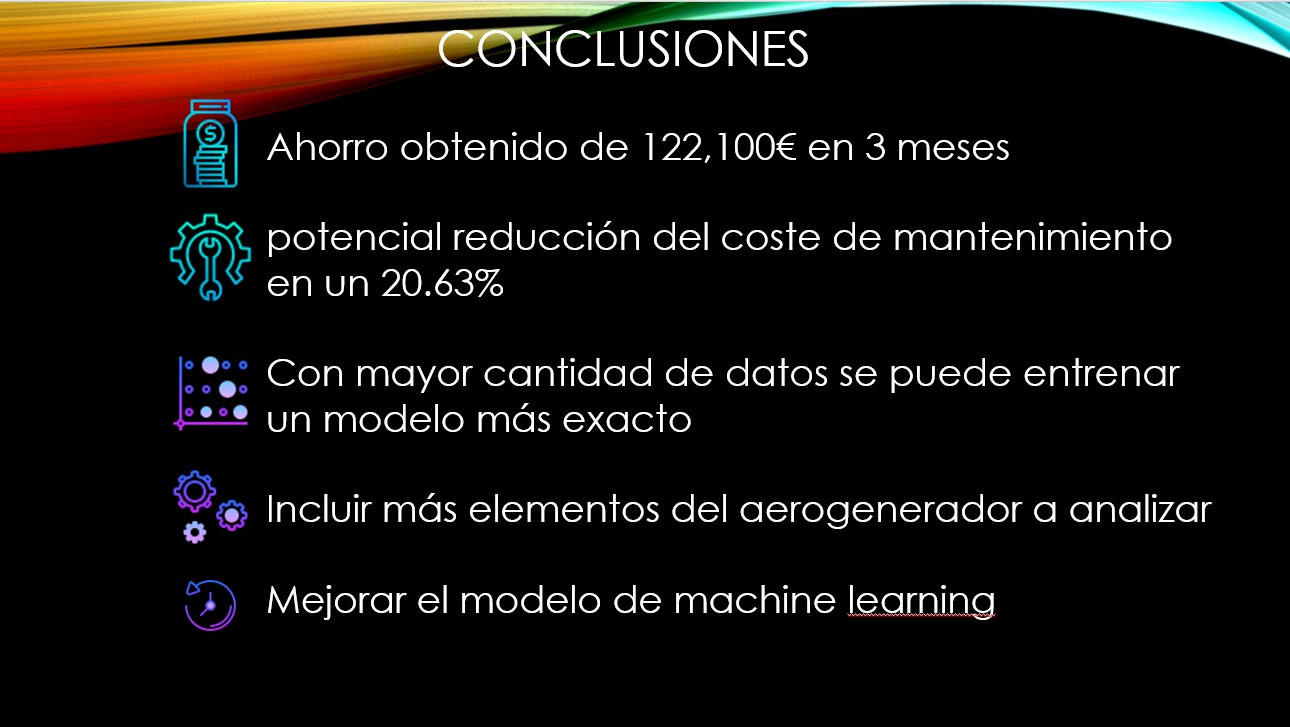 CONCLUSIONES
$
Ahorro obtenido de 122,100€ en 3 meses
potencial reducción del coste de mantenimiento
en un 20.63%
Con mayor cantidad de datos se puede entrenar
un modelo más exacto
Incluir más elementos del aerogenerador a analizar
Mejorar el modelo de machine learning